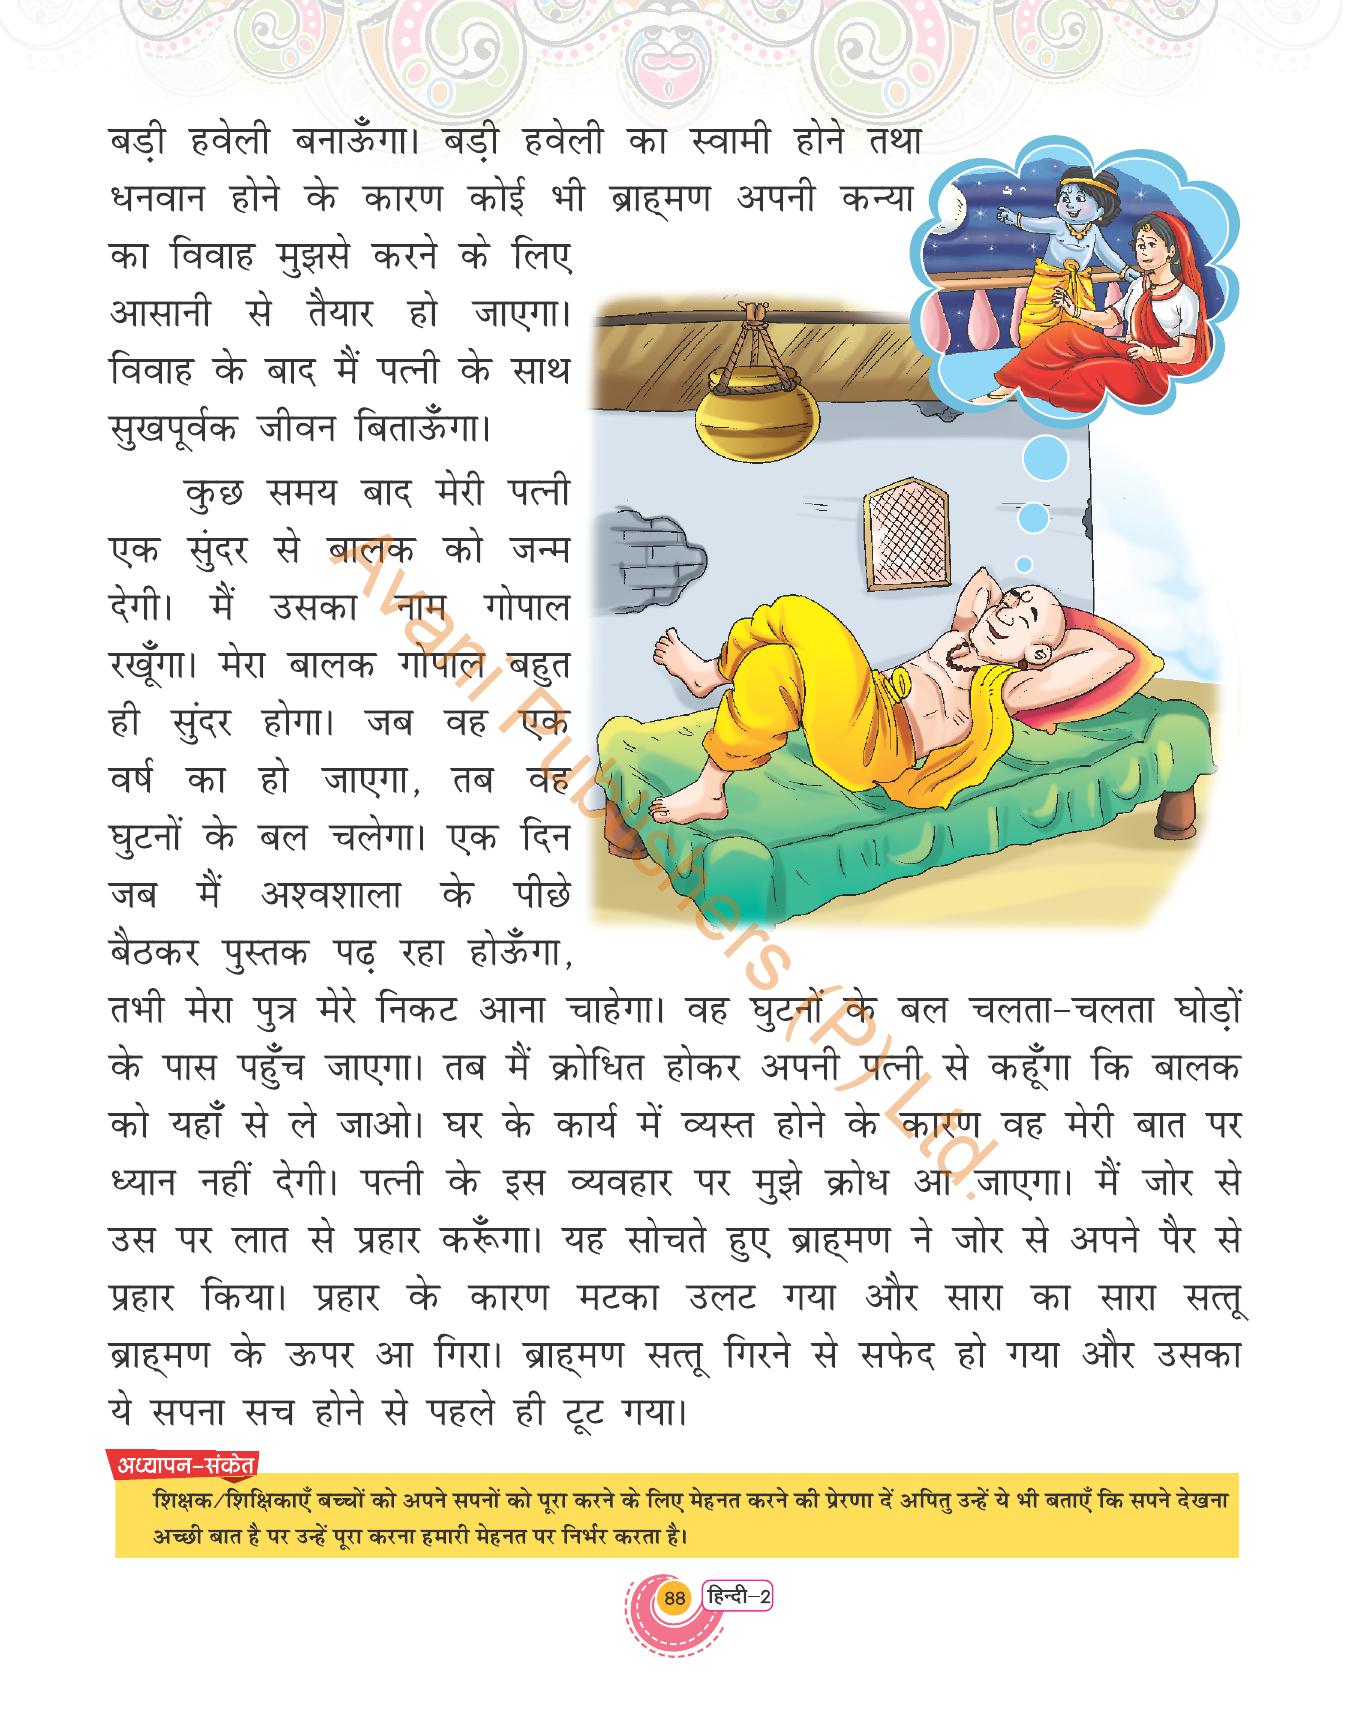 बड़ी हवेली बनाऊँगा। बड़ी हवेली का स्वामी होने तथा
धनवान होने के कारण कोई भी ब्राह्मण अपनी कन्या
का विवाह मुझसे करने के लिए
आसानी से तैयार हो जाएगा।
विवाह के बाद मैं पत्नी के साथ
सुखपूर्वक जीवन बिताऊँगा।
कुछ समय बाद मेरी पत्नी
एक सुंदर से बालक को जन्म
देगी। मैं उसका नाम गोपाल
रखूँगा। मेरा बालक गोपाल बहुत
ही सुंदर होगा। जब वह एक
वर्ष का हो जाएगा, तब वह
घुटनों के बल चलेगा। एक दिन
जब मैं अश्वशाला के पीछे
बैठकर पुस्तक पढ़ रहा होऊँगा,
तभी मेरा पुत्र मेरे निकट आना चाहेगा। वह घुटनों के बल चलता-चलता घोड़ों
के पास पहुँच जाएगा। तब मैं क्रोधित होकर अपनी पत्नी से कहूँगा कि बालक
को यहाँ से ले जाओ। घर के कार्य में व्यस्त होने के कारण वह मेरी बात पर
ध्यान नहीं देगी। पत्नी के इस व्यवहार पर मुझे क्रोध आ जाएगा। मैं जोर से
उस पर लात से प्रहार करूँगा। यह सोचते हुए ब्राह्मण ने जोर से अपने पैर से
प्रहार किया। प्रहार के कारण मटका उलट गया और सारा का सारा सत्तू
ब्राह्मण के ऊपर आ गिरा। ब्राह्मण सत्तू गिरने से सफेद हो गया और उसका
ये सपना सच होने से पहले ही टूट गया।
अध्यापन-संकेत
शिक्षक/शिक्षिकाएँ बच्चों को अपने सपनों को पूरा करने के लिए मेहनत करने की प्रेरणा दें अपितु उन्हें ये भी बताएँ कि सपने देखना
अच्छी बात है पर उन्हें पूरा करना हमारी मेहनत पर निर्भर करता है।
88 हिन्दी-2
Avani Publishers (P) Ltd.